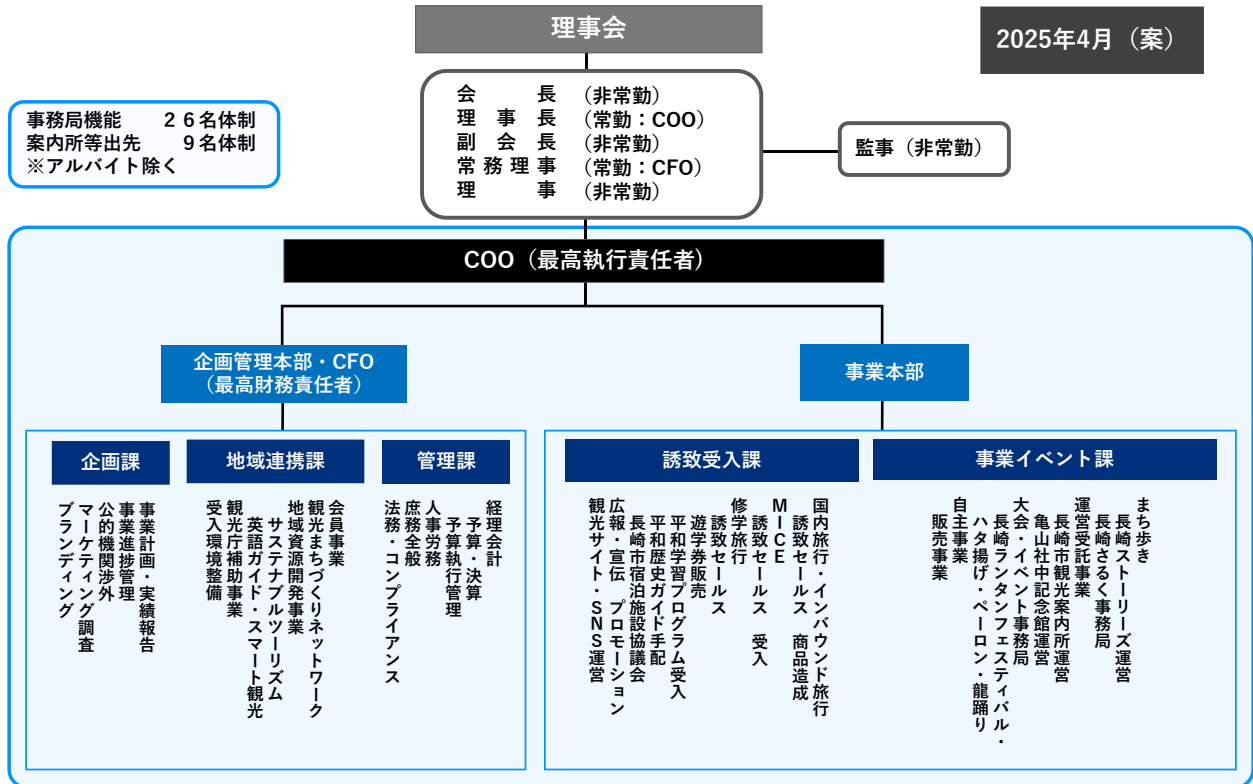 理事会
2025年4月（案）
会長（非常勤）
理事長（常勤：COO）
副会長（非常勤）
常務理事（常勤：CFO）
理事（非常勤）
事務局機能　２６名体制
案内所等出先　９名体制
※アルバイト除く
監事（非常勤）
COO（最高執行責任者）
企画管理本部・CFO
（最高財務責任者）
事業本部
企画課
事業計画・実績報告
事業進捗管理
公的機関渉外
マーケティング調査
ブランディング
地域連携課
会員事業
観光まちづくりネットワーク
地域資源開発事業
サステナブルツーリズム
英語ガイド・スマート観光
観光庁補助事業
受入環境整備
管理課
経理会計
予算・決算
予算執行管理
人事労務
庶務全般
法務・コンプライアンス
誘致受入課
国内旅行・インバウンド旅行
誘致セールス　商品造成
ＭＩＣＥ
誘致セールス　受入
修学旅行
誘致セールス
遊学券販売
平和学習プログラム受入
平和歴史ガイド手配
長崎市宿泊施設協議会
広報・宣伝　プロモーション
観光サイト・ＳＮＳ運営
事業イベント課
まち歩き
長崎ストーリーズ運営
長崎さるく事務局
運営受託事業
長崎市観光案内所運営
亀山社中記念館運営
大会・イベント事務局
長崎ランタンフェスティバル・
ハタ揚げ・ペーロン・龍踊り
自主事業
販売事業